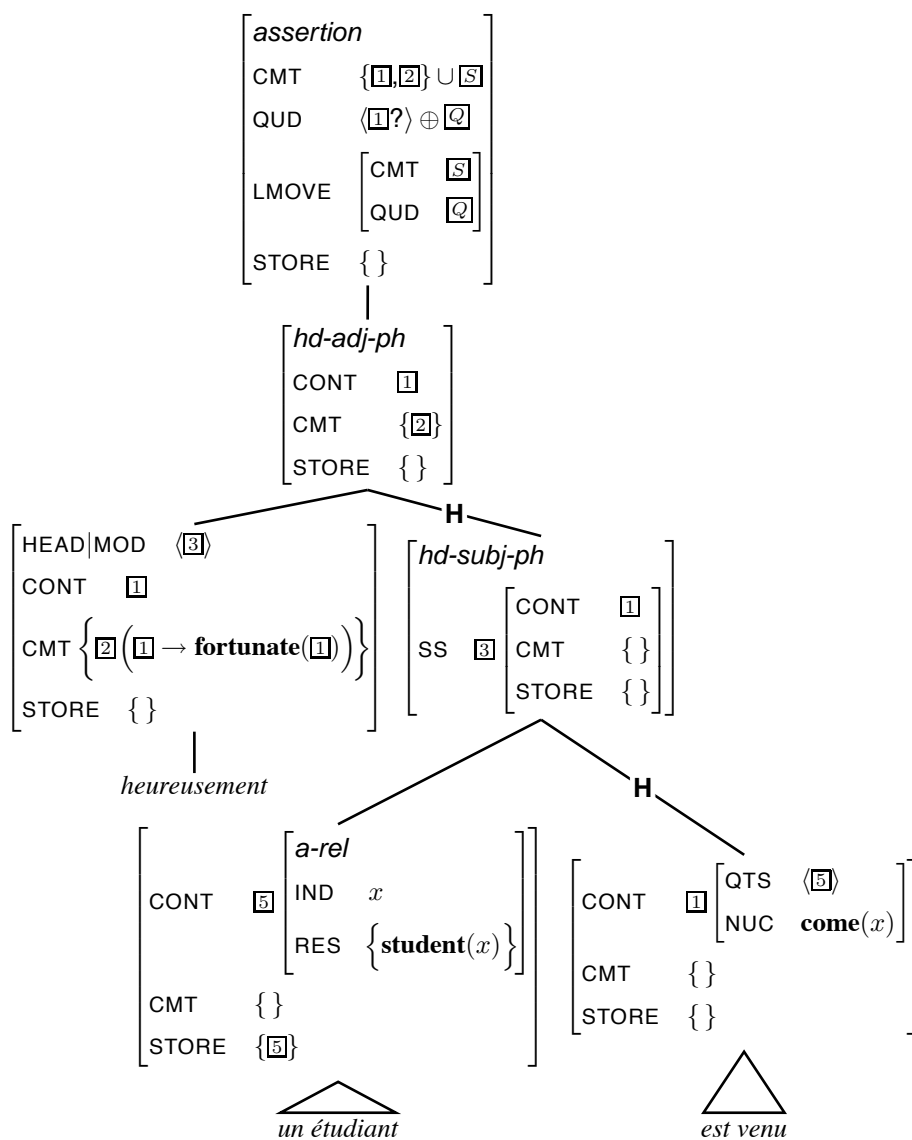 assertion
CMT {1,2} ∪ S
QUD ⟨1?⟩ ⊕ Q
LMOVE [CMT S
QUD Q]
STORE { }
hd-adj-ph
CONT 1
CMT {2}
STORE { }
H
HEAD|MOD ⟨3⟩
CONT 1
CMT {2 (1 → fortunate(1))}
STORE { }
heureusement
hd-subj-ph
SS 3 [CONT 1
CMT { }
STORE { }]
H
CONT 5 [a-rel
IND x
RES {student(x)}]
CMT { }
STORE {5}
un étudiant
CONT 1 [QTS ⟨5⟩
NUC come(x)]
CMT { }
STORE { }
est venu